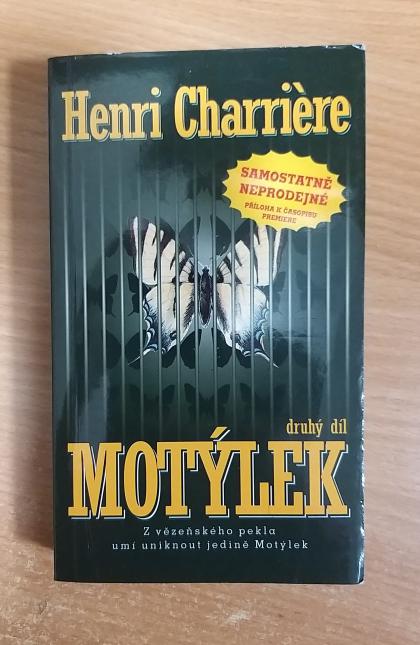 Henri Charrière
SAMOSTATNĚ
NEPRODEJNÉ
PŘÍLOHA K ČASOPISU
PREMIERE
druhý díl
MOTÝLEK
Z vězeňského pekla
umí uniknout jedině Motýlek